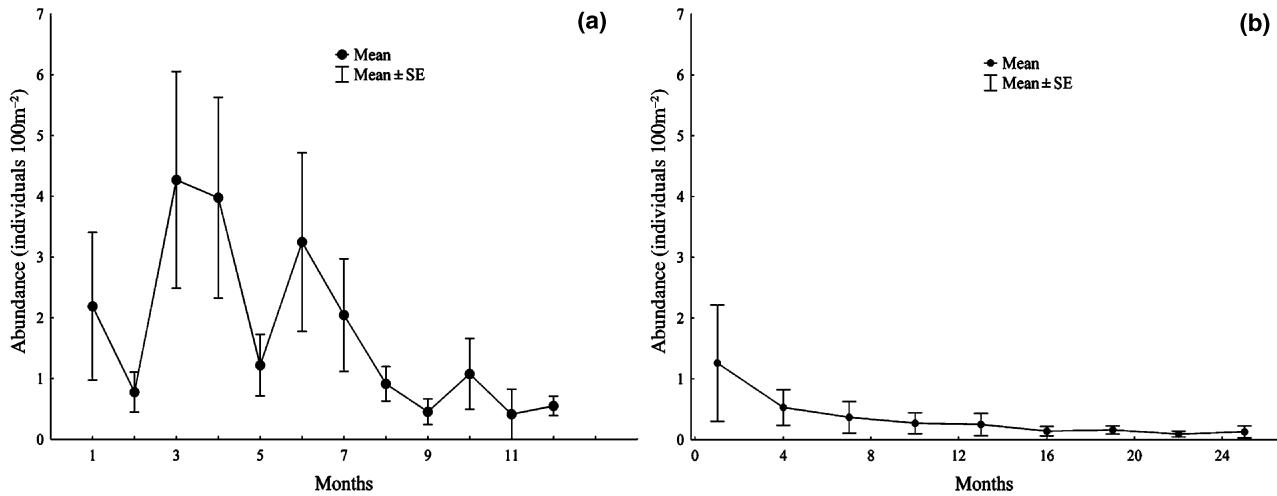 (a)
7
6
5
4
3
2
1
0
Abundance (individuals 100m⁻²)
Mean
Mean ± SE
1 3 5 7 9 11
Months
(b)
7
6
5
4
3
2
1
0
Abundance (individuals 100m⁻²)
Mean
Mean ± SE
0 4 8 12 16 20 24
Months